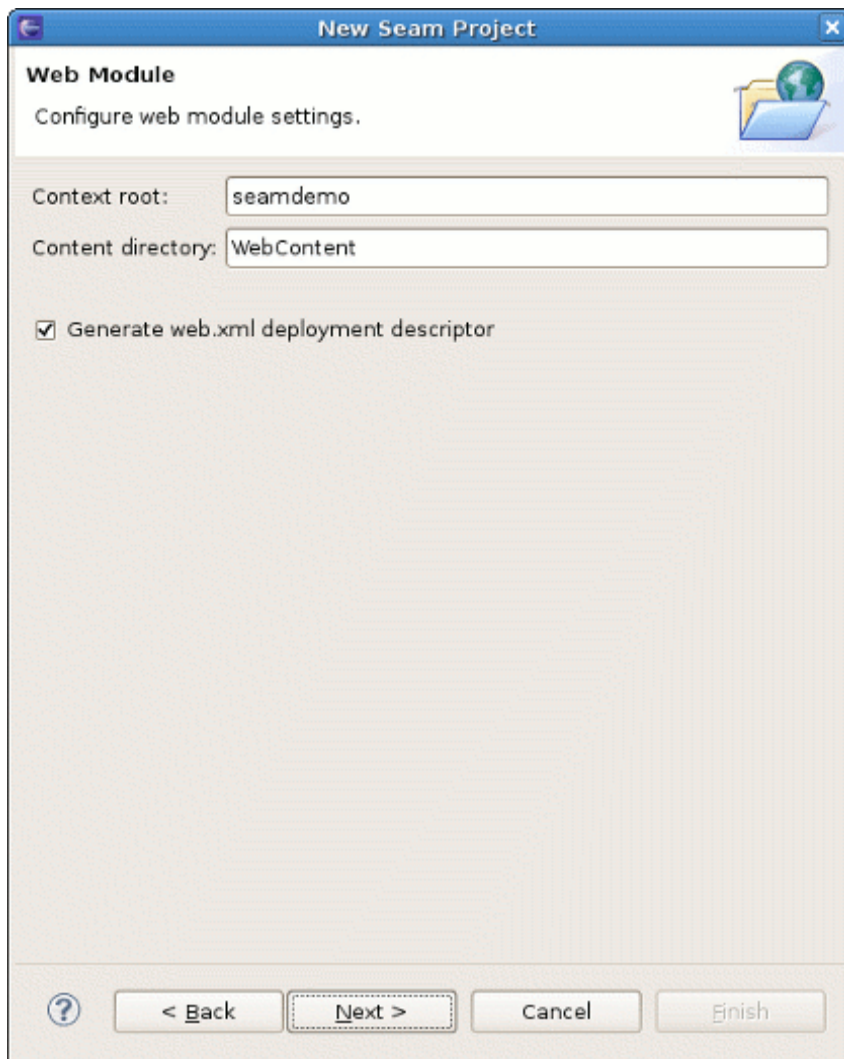 New Seam Project
Web Module
Configure web module settings.
Context root: seamdemo
Content directory: WebContent
Generate web.xml deployment descriptor
? < Back Next > Cancel Finish